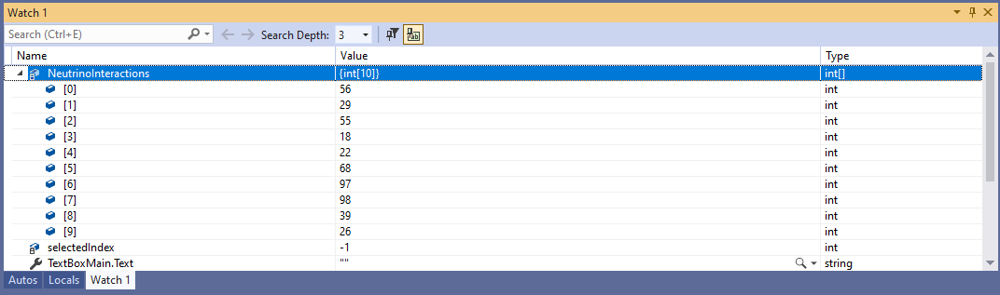 Watch 1
Search (Ctrl+E) Search Depth: 3
Name Value Type
NeutrinoInteractions {int[10]} int[]
[0] 56 int
[1] 29 int
[2] 55 int
[3] 18 int
[4] 22 int
[5] 68 int
[6] 97 int
[7] 98 int
[8] 39 int
[9] 26 int
selectedIndex -1 int
TextBoxMain.Text "" string
Autos Locals Watch 1